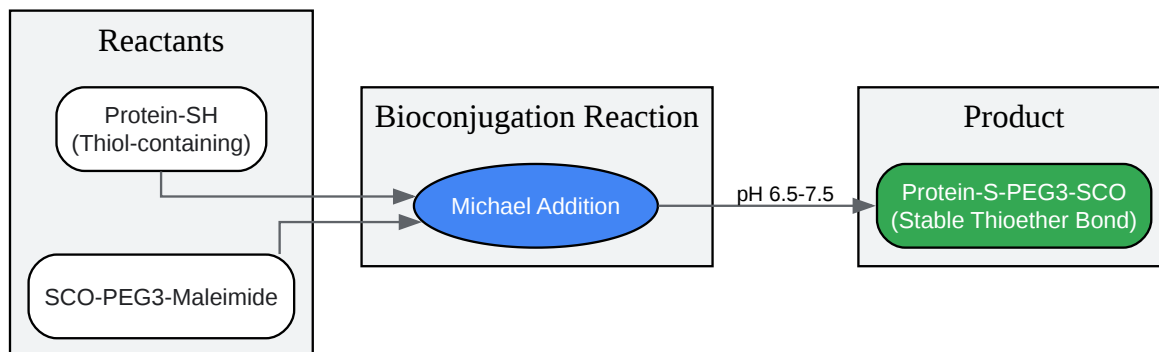 Reactants
Protein-SH
(Thiol-containing)
SCO-PEG3-Maleimide
Bioconjugation Reaction
Michael Addition
pH 6.5-7.5
Product
Protein-S-PEG3-SCO
(Stable Thioether Bond)